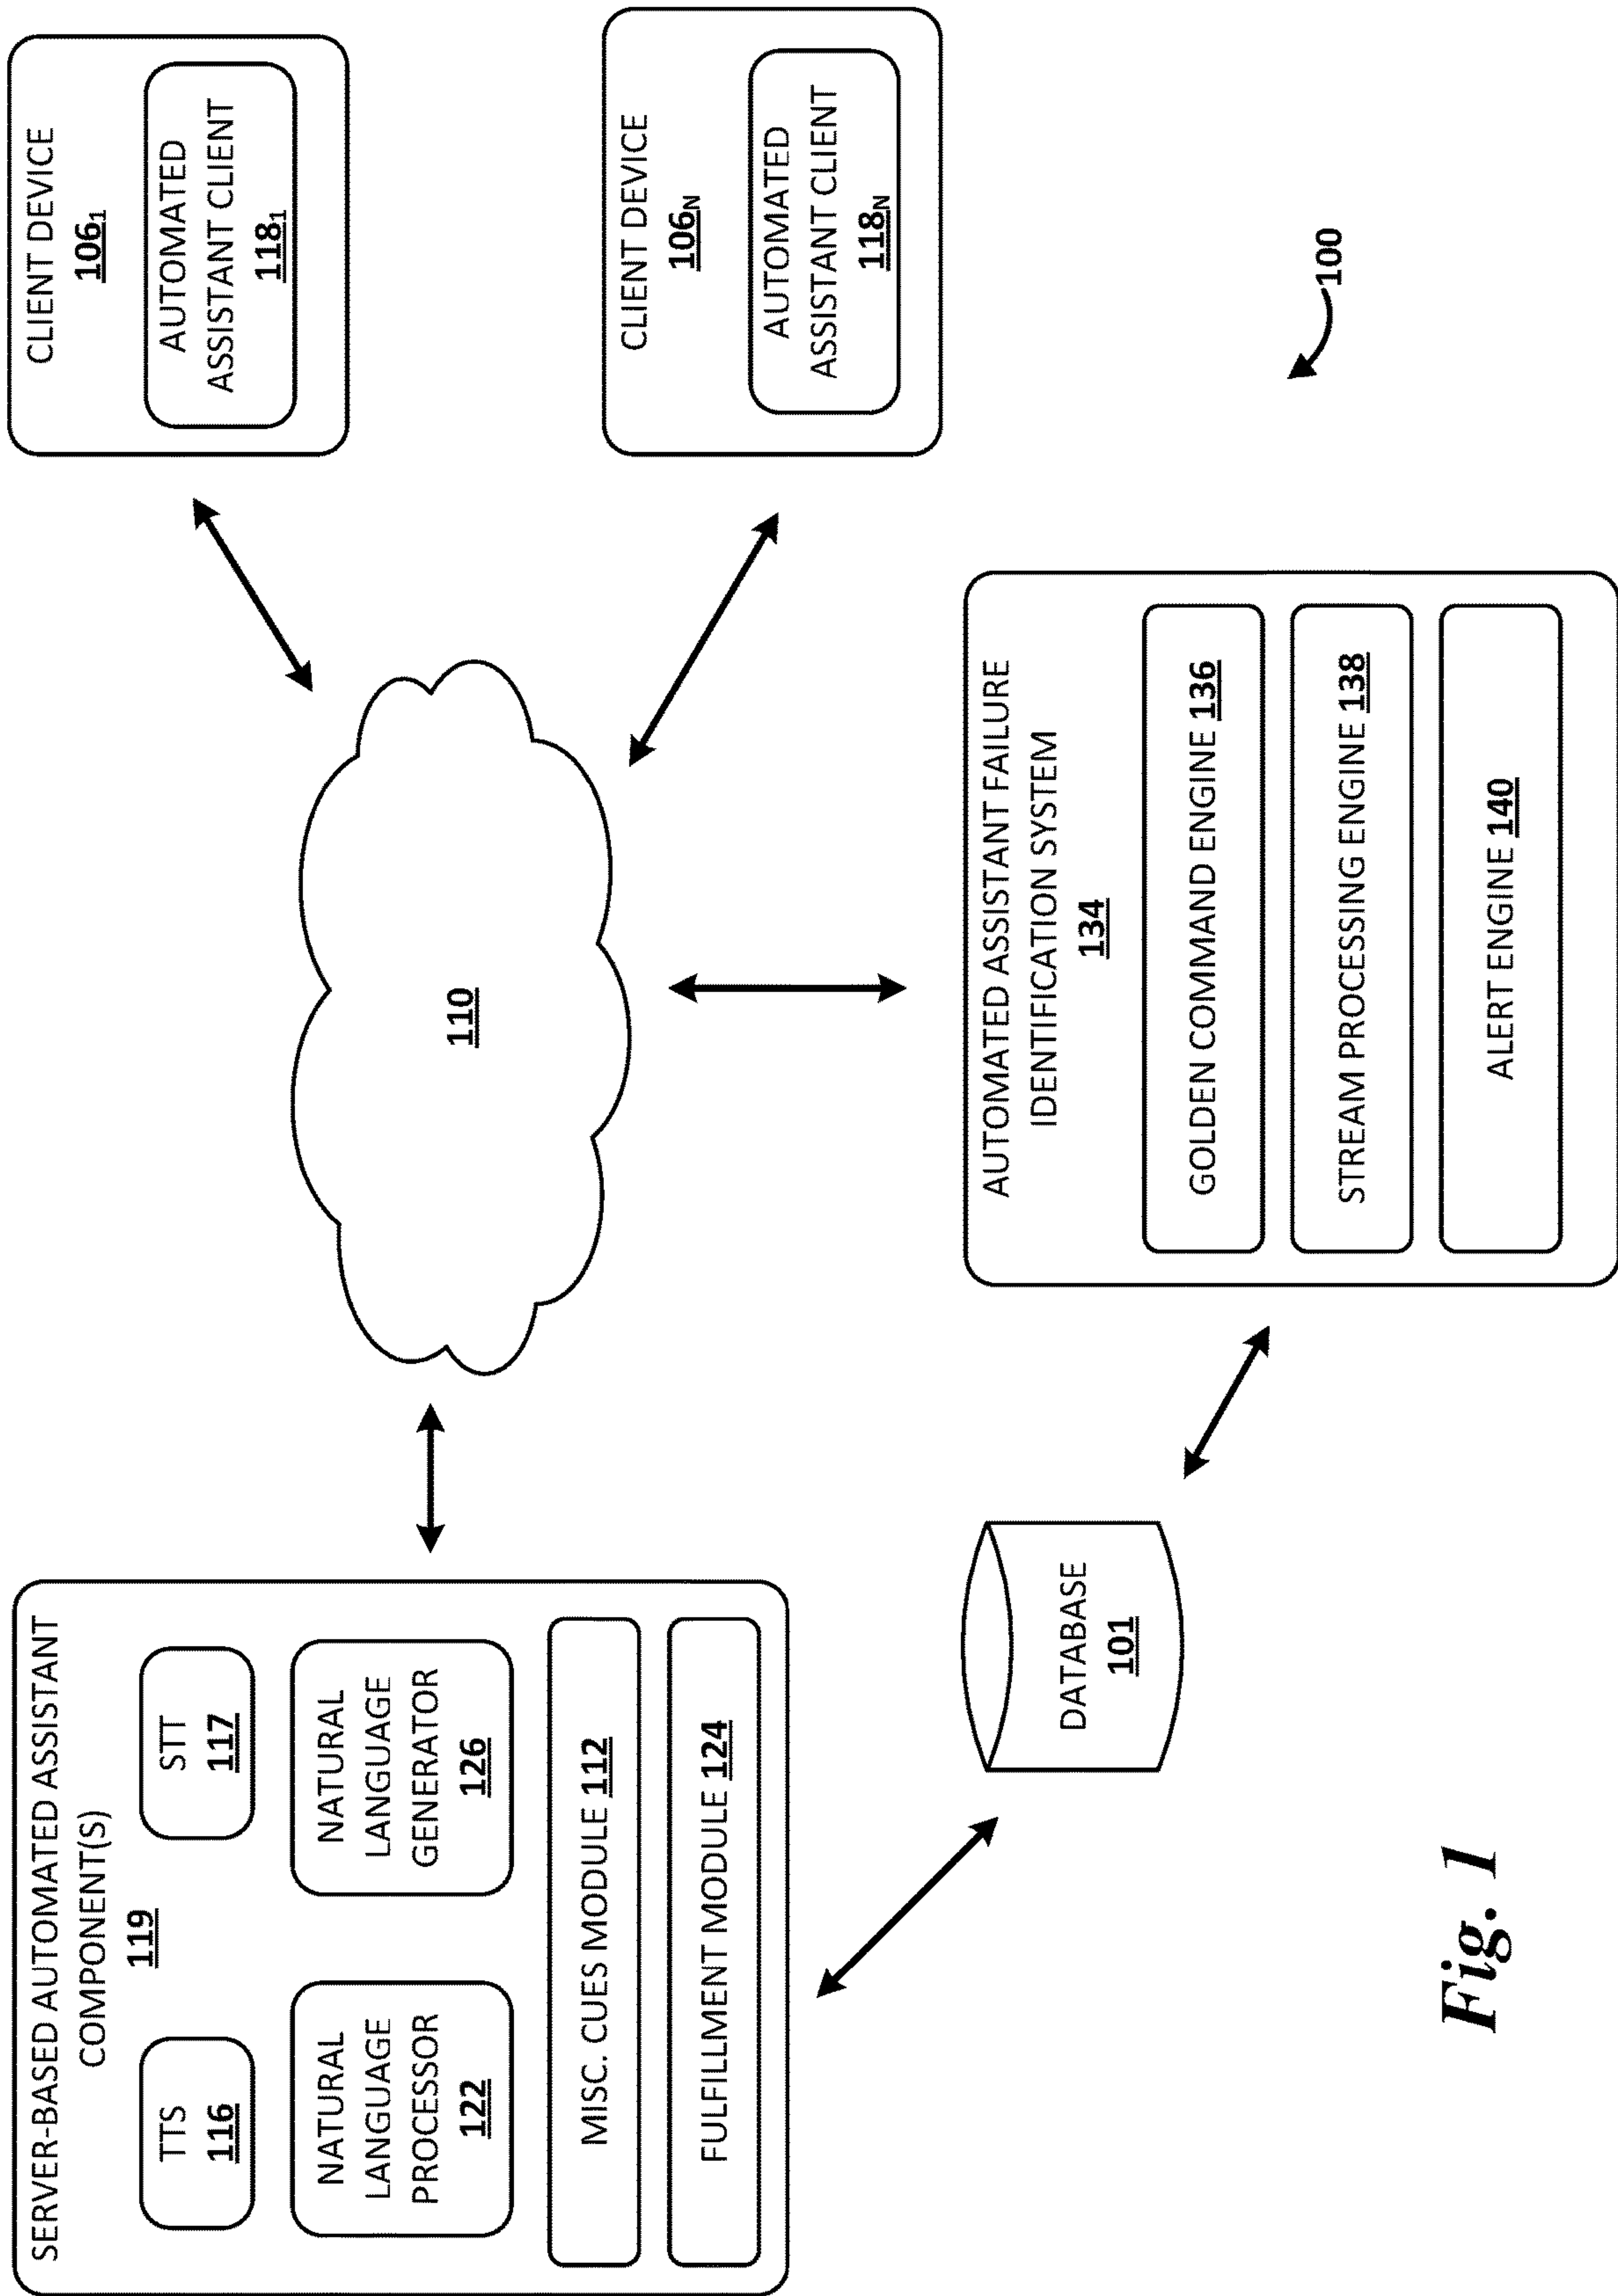 SERVER-BASED AUTOMATED ASSISTANT
COMPONENT(S)
119
TTS
116
STT
117
NATURAL
LANGUAGE
PROCESSOR
122
NATURAL
LANGUAGE
GENERATOR
126
MISC. CUES MODULE 112
FULFILLMENT MODULE 124
110
CLIENT DEVICE
106₁
AUTOMATED
ASSISTANT CLIENT
118₁
CLIENT DEVICE
106N
AUTOMATED
ASSISTANT CLIENT
118N
DATABASE
101
AUTOMATED ASSISTANT FAILURE
IDENTIFICATION SYSTEM
134
GOLDEN COMMAND ENGINE 136
STREAM PROCESSING ENGINE 138
ALERT ENGINE 140
100
Fig. 1